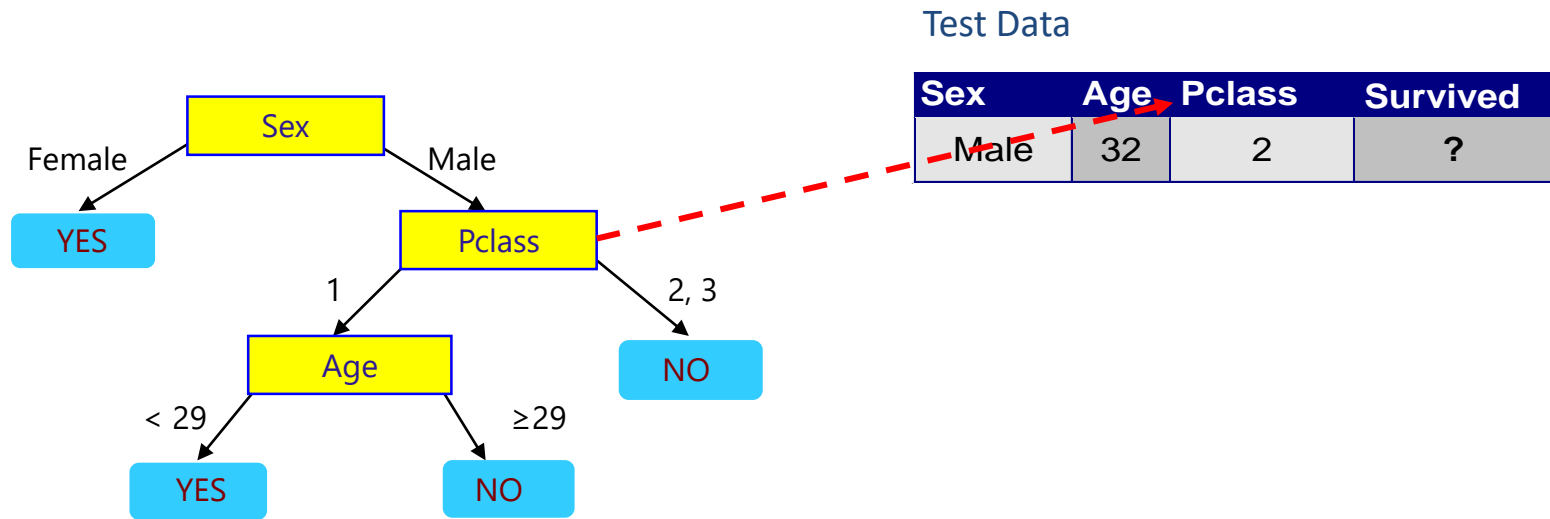 Test Data
Sex Age Pclass Survived
Male 32 2 ?
Sex
Female Male
YES Pclass
1 2, 3
Age NO
< 29 ≥29
YES NO